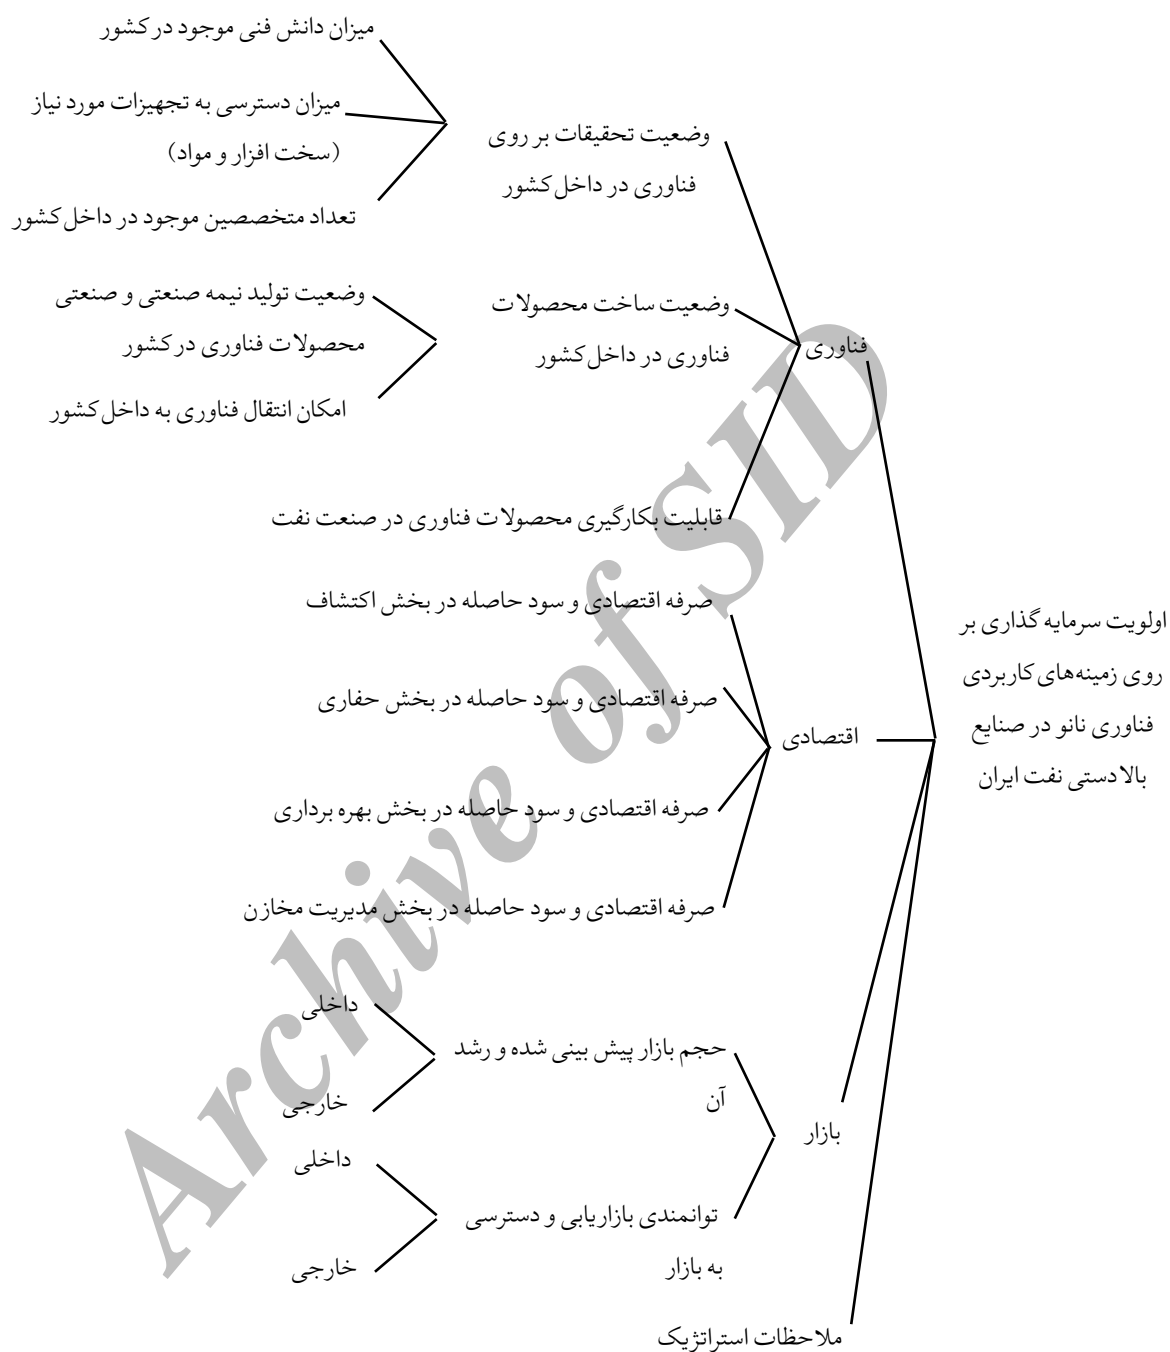 میزان دانش فنی موجود در کشور
میزان دسترسی به تجهیزات مورد نیاز
(سخت افزار و مواد)
تعداد متخصصین موجود در داخل کشور
وضعیت تحقیقات بر روی
فناوری در داخل کشور
وضعیت تولید نیمه صنعتی و صنعتی
محصولات فناوری در کشور
امکان انتقال فناوری به داخل کشور
وضعیت ساخت محصولات
فناوری در داخل کشور
فناوری
قابلیت بکارگیری محصولات فناوری در صنعت نفت
صرفه اقتصادی و سود حاصله در بخش اکتشاف
صرفه اقتصادی و سود حاصله در بخش حفاری
اقتصادی
صرفه اقتصادی و سود حاصله در بخش بهره برداری
صرفه اقتصادی و سود حاصله در بخش مدیریت مخازن
اولویت سرمایه گذاری بر
روی زمینه‌های کاربردی
فناوری نانو در صنایع
بالادستی نفت ایران
داخلی
حجم بازار پیش بینی شده و رشد
آن
خارجی
بازار
داخلی
توانمندی بازاریابی و دسترسی
به بازار
خارجی
ملاحظات استراتژیک
Archive of SID